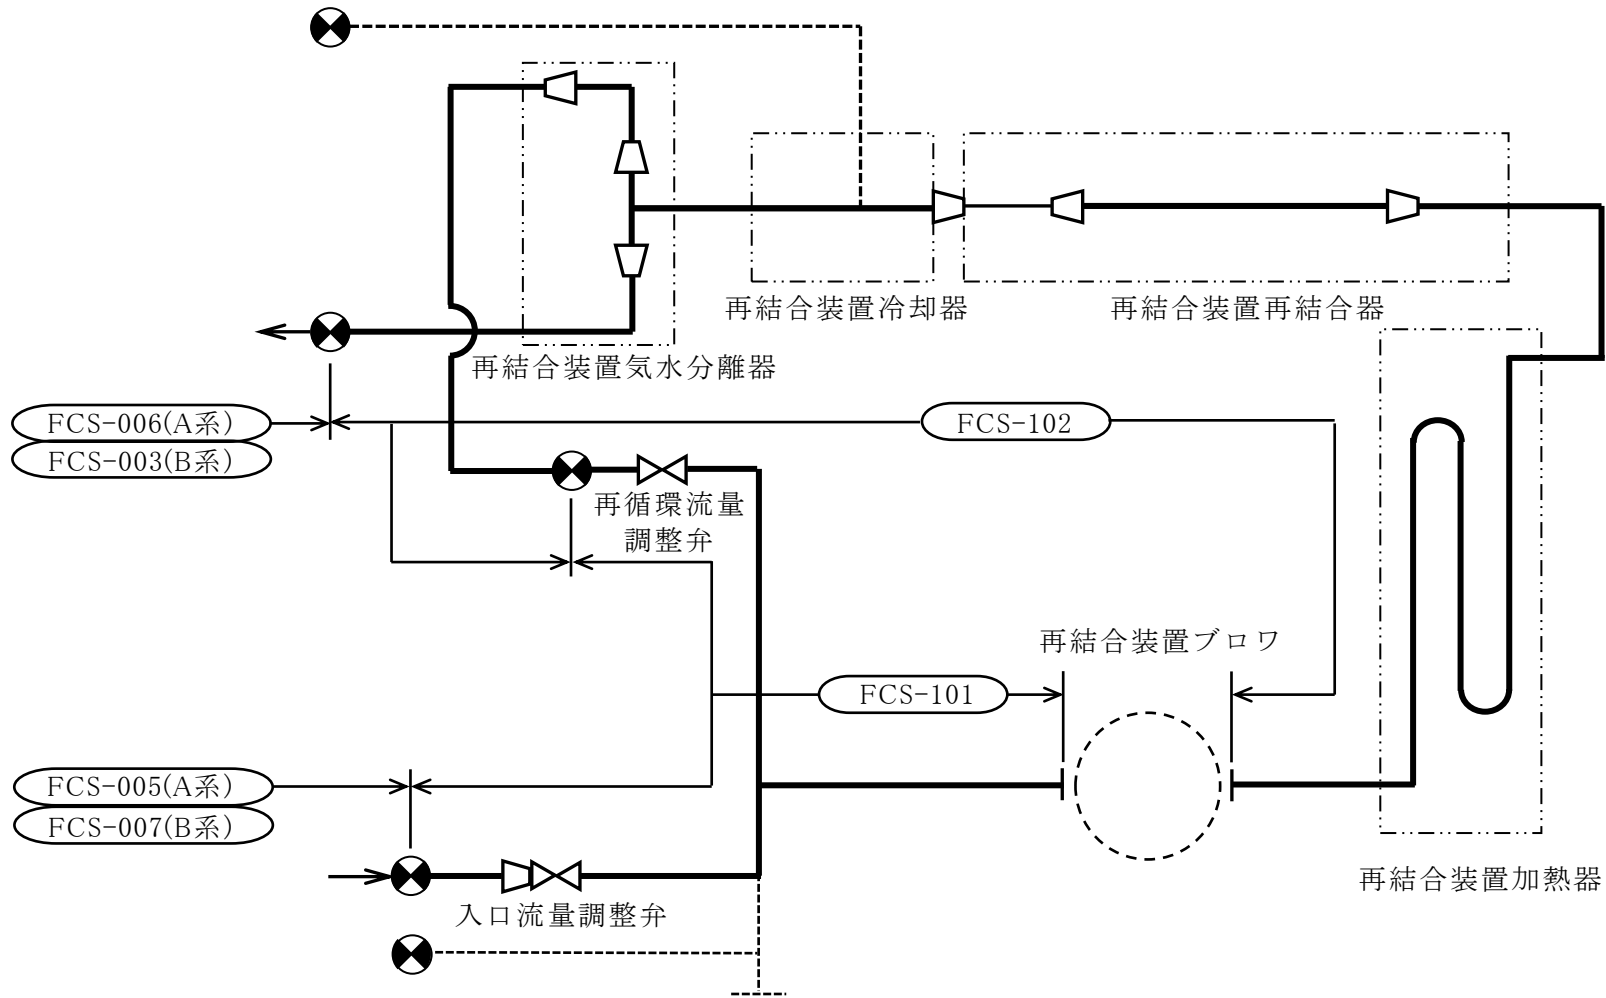 再結合装置冷却器
再結合装置再結合器
再結合装置気水分離器
FCS-006(A系)
FCS-102
FCS-003(B系)
再循環流量
調整弁
再結合装置ブロワ
FCS-101
FCS-005(A系)
FCS-007(B系)
再結合装置加熱器
入口流量調整弁